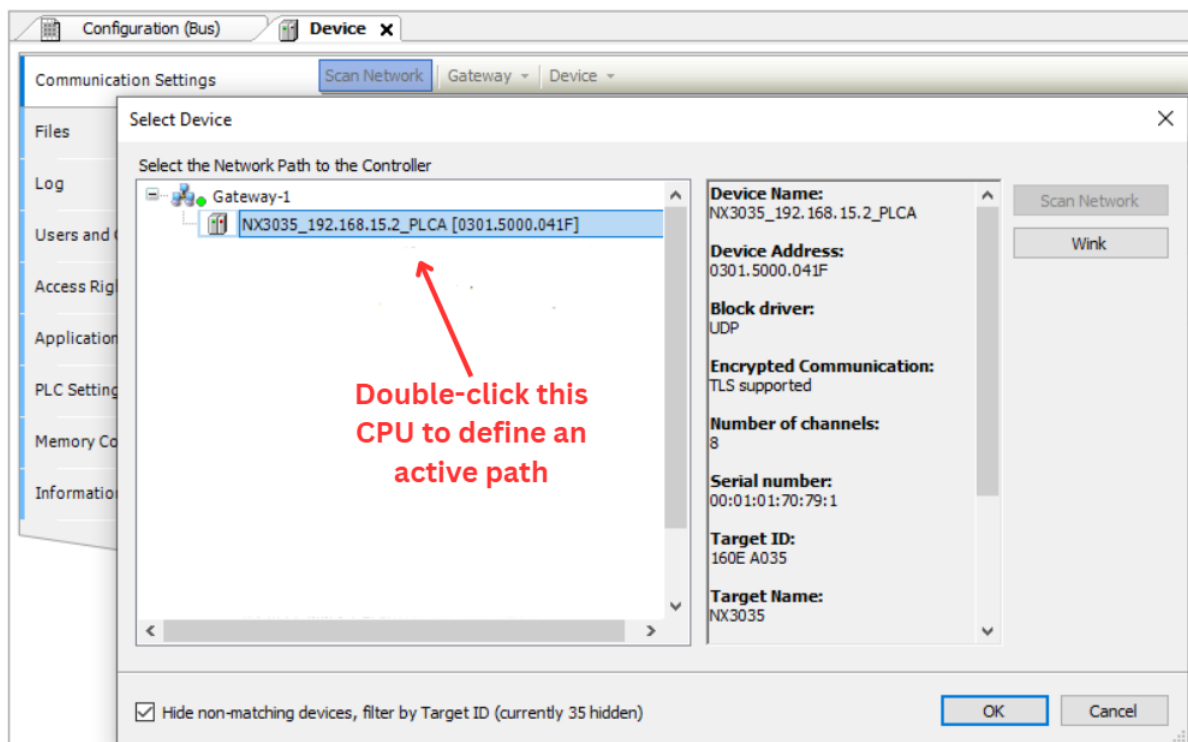 Configuration (Bus)
Device
Communication Settings
Scan Network
Gateway
Device
Files
Log
Users and
Access Rig
Application
PLC Setting
Memory Co
Information
Select Device
Select the Network Path to the Controller
Gateway-1
NX3035_192.168.15.2_PLCA [0301.5000.041F]
Double-click this
CPU to define an
active path
Device Name:
NX3035_192.168.15.2_PLCA
Device Address:
0301.5000.041F
Block driver:
UDP
Encrypted Communication:
TLS supported
Number of channels:
8
Serial number:
00:01:01:70:79:1
Target ID:
160E A035
Target Name:
NX3035
Scan Network
Wink
Hide non-matching devices, filter by Target ID (currently 35 hidden)
OK
Cancel